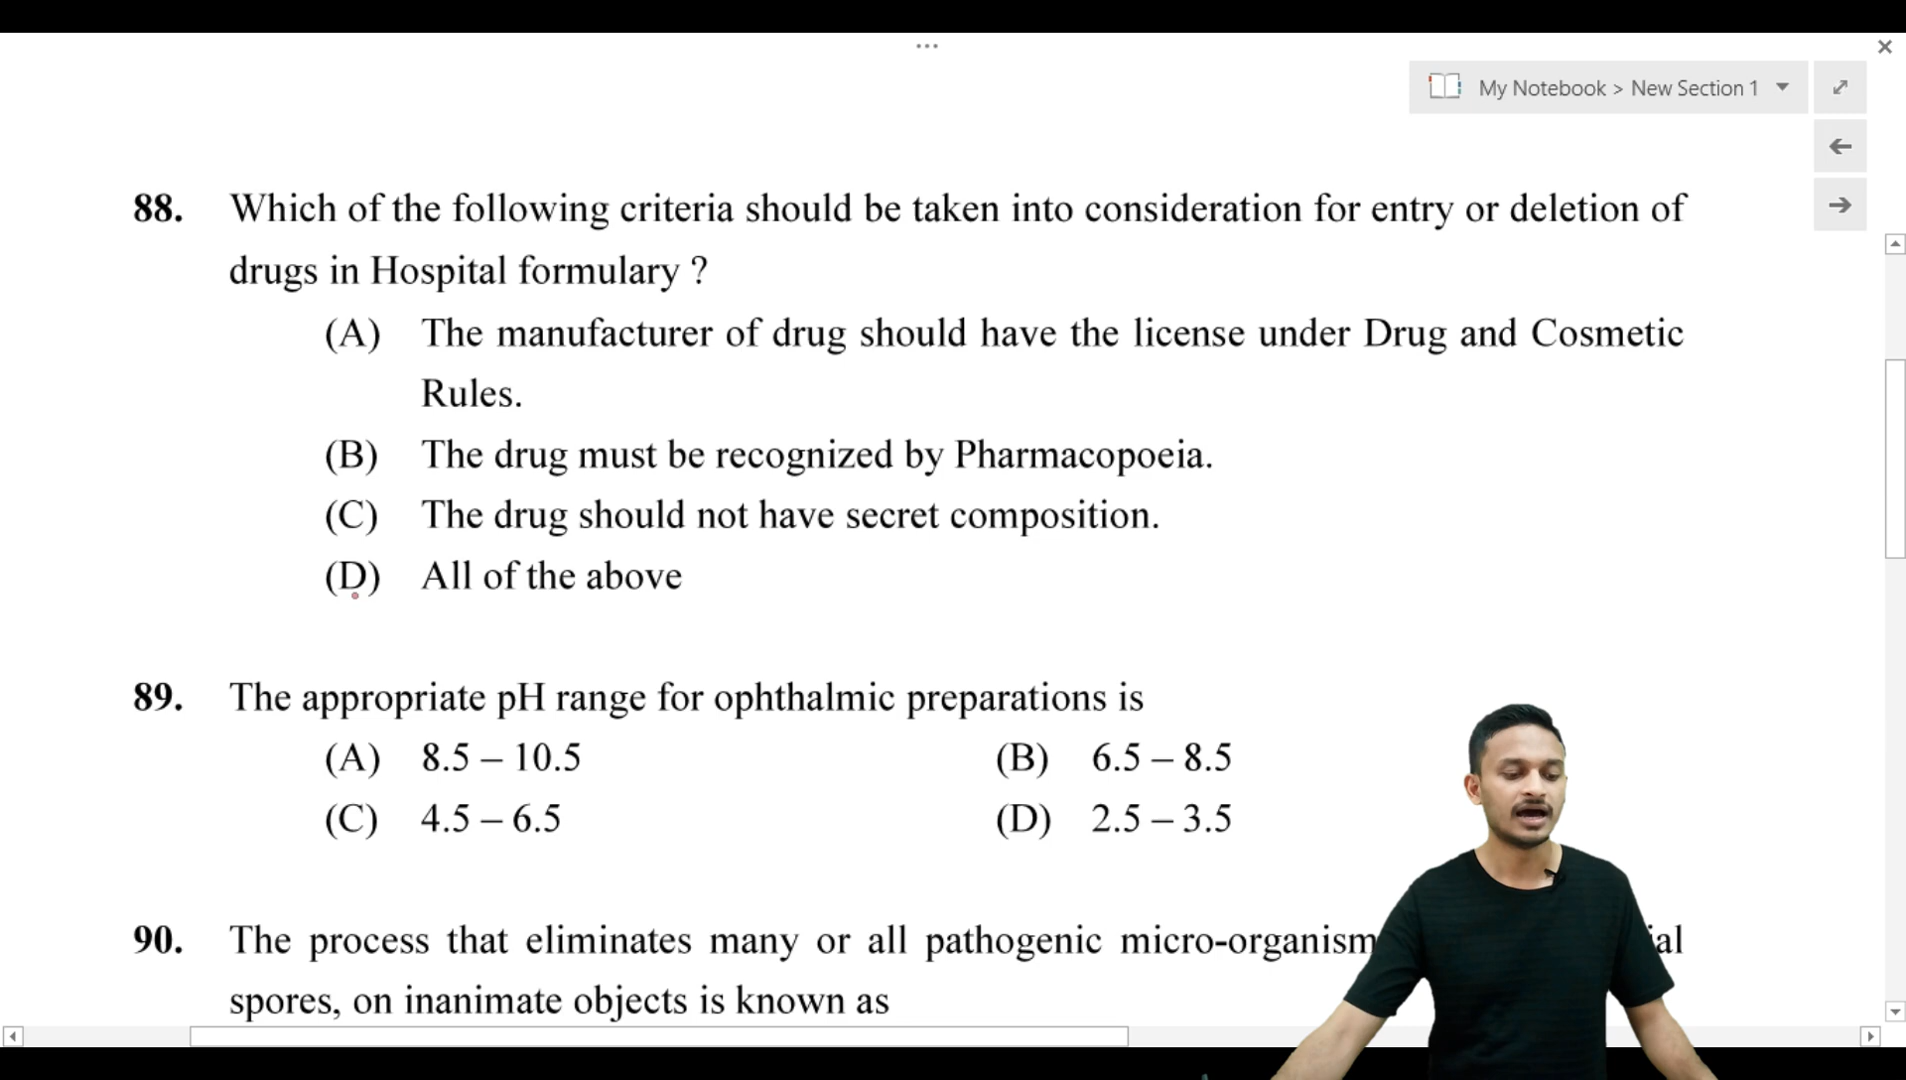 My Notebook > New Section 1
88. Which of the following criteria should be taken into consideration for entry or deletion of
drugs in Hospital formulary ?
(A) The manufacturer of drug should have the license under Drug and Cosmetic
Rules.
(B) The drug must be recognized by Pharmacopoeia.
(C) The drug should not have secret composition.
(D) All of the above
89. The appropriate pH range for ophthalmic preparations is
(A) 8.5 – 10.5 (B) 6.5 – 8.5
(C) 4.5 – 6.5 (D) 2.5 – 3.5
90. The process that eliminates many or all pathogenic
spores, on inanimate objects is known as